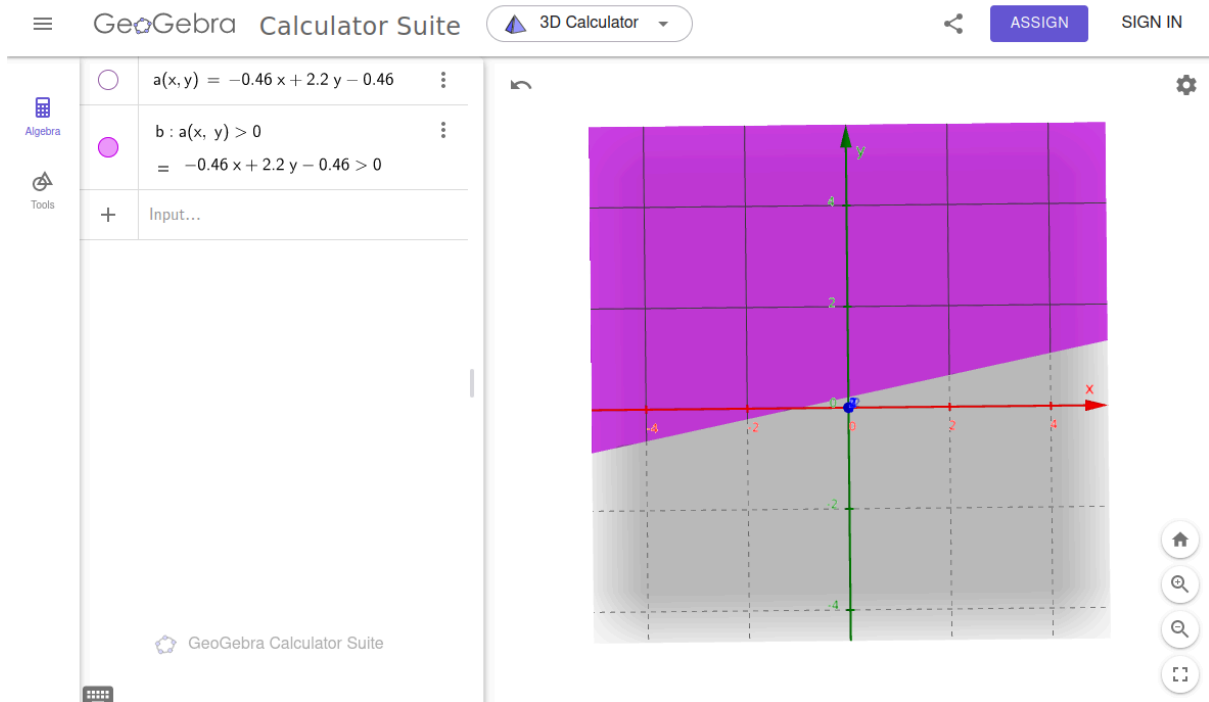 GeoGebra Calculator Suite
3D Calculator
ASSIGN
SIGN IN
Algebra
Tools
a(x, y) = −0.46 x + 2.2 y − 0.46
b : a(x, y) > 0
= −0.46 x + 2.2 y − 0.46 > 0
+ Input...
GeoGebra Calculator Suite
y
4
2
0
x
-4
-2
0
2
4
-2
-4